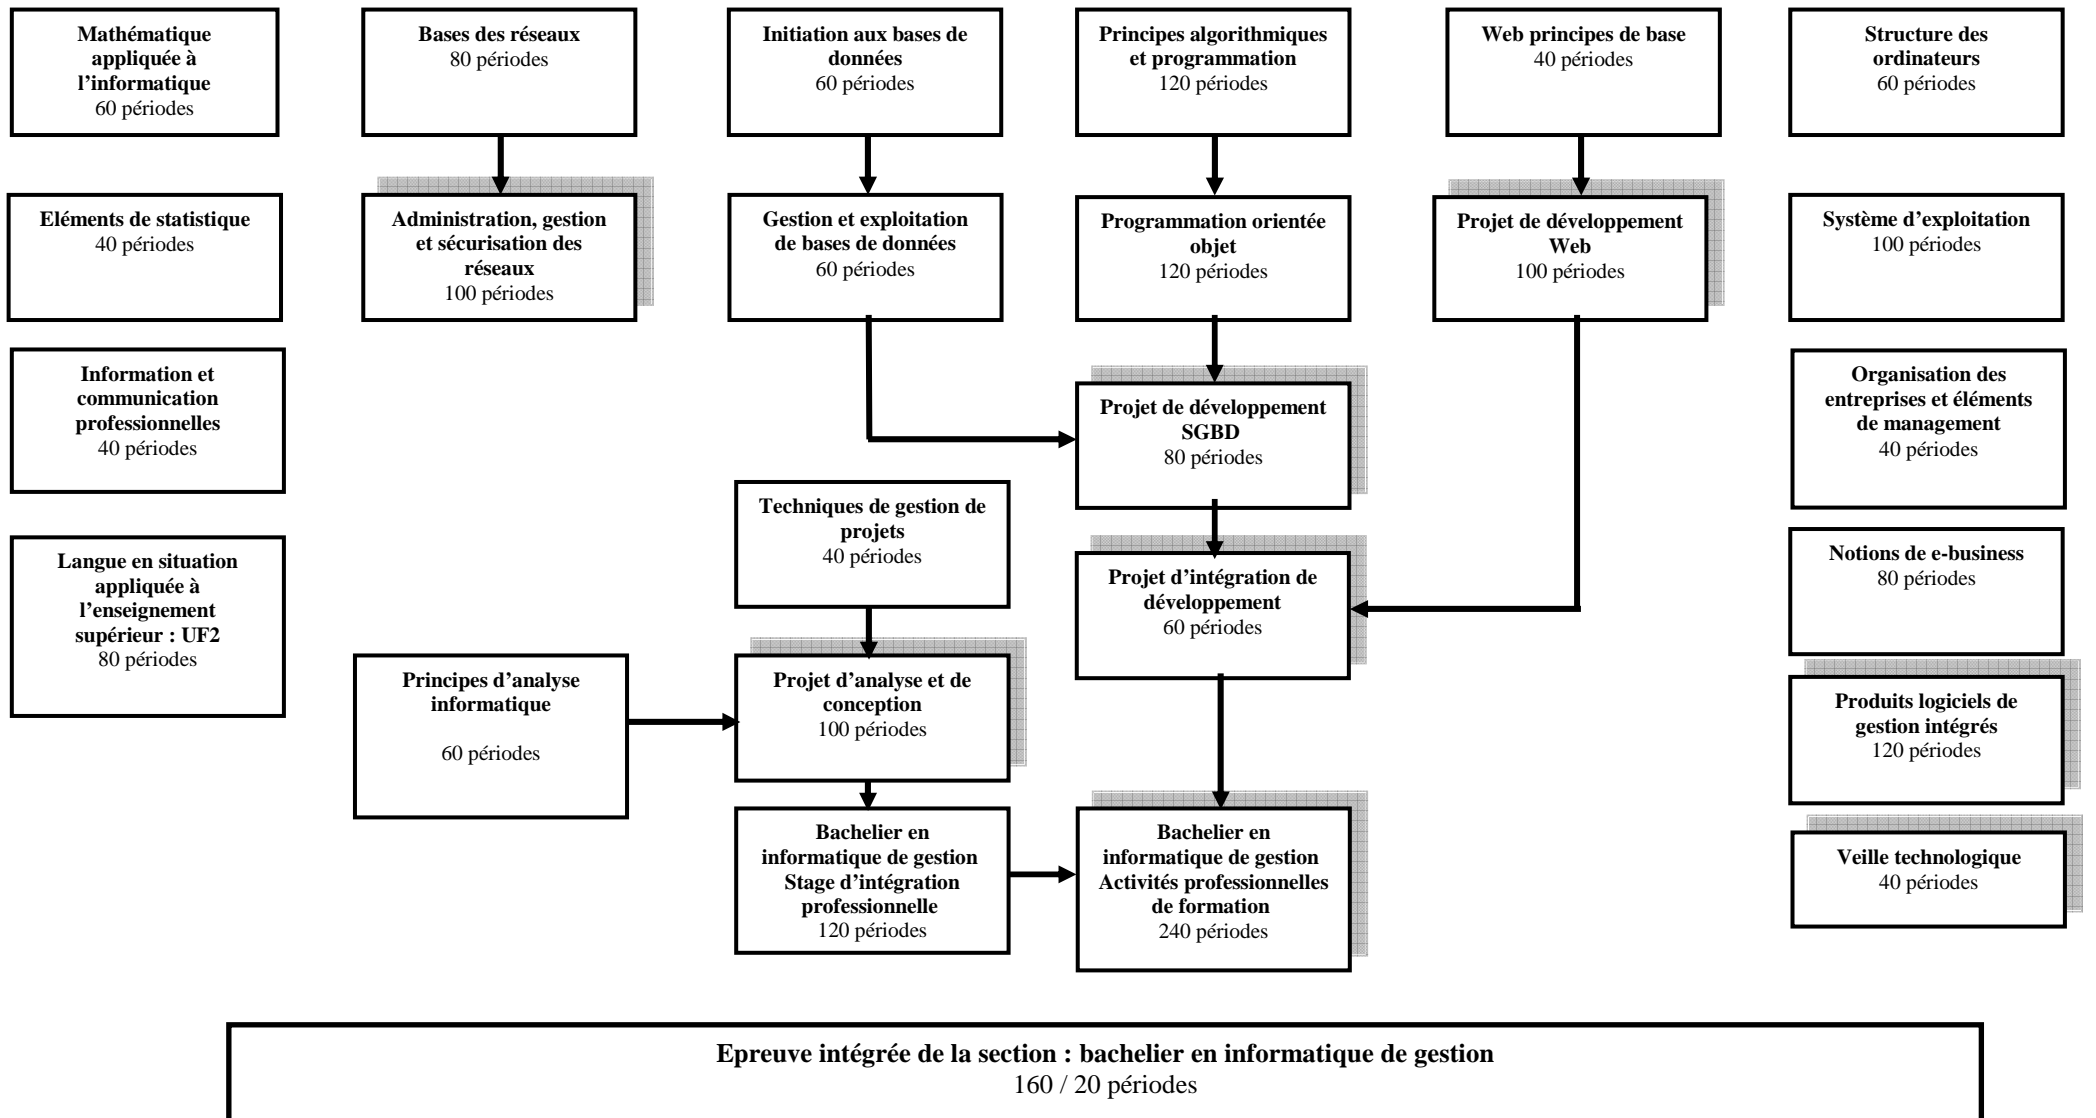 Mathématique
appliquée à
l'informatique
60 périodes
Bases des réseaux
80 périodes
Initiation aux bases de
données
60 périodes
Principes algorithmiques
et programmation
120 périodes
Web principes de base
40 périodes
Structure des
ordinateurs
60 périodes
Eléments de statistique
40 périodes
Administration, gestion
et sécurisation des
réseaux
100 périodes
Gestion et exploitation
de bases de données
60 périodes
Programmation orientée
objet
120 périodes
Projet de développement
Web
100 périodes
Système d'exploitation
100 périodes
Information et
communication
professionnelles
40 périodes
Projet de développement
SGBD
80 périodes
Organisation des
entreprises et éléments
de management
40 périodes
Techniques de gestion de
projets
40 périodes
Langue en situation
appliquée à
l'enseignement
supérieur : UF2
80 périodes
Projet d'intégration de
développement
60 périodes
Notions de e-business
80 périodes
Principes d'analyse
informatique
60 périodes
Projet d'analyse et de
conception
100 périodes
Produits logiciels de
gestion intégrés
120 périodes
Bachelier en
informatique de gestion
Stage d'intégration
professionnelle
120 périodes
Bachelier en
informatique de gestion
Activités professionnelles
de formation
240 périodes
Veille technologique
40 périodes
Epreuve intégrée de la section : bachelier en informatique de gestion
160 / 20 périodes